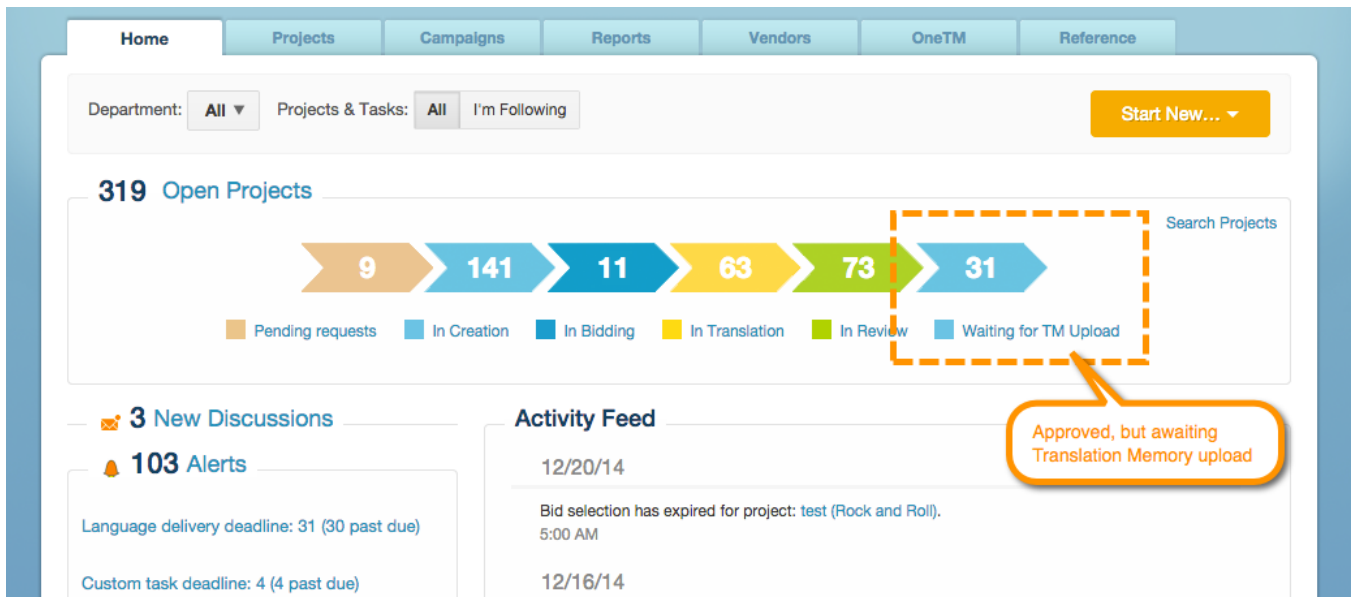 Home Projects Campaigns Reports Vendors OneTM Reference
Department: All ▼ Projects & Tasks: All I'm Following Start New...
319 Open Projects
Search Projects
9 141 11 63 73 31
Pending requests In Creation In Bidding In Translation In Review Waiting for TM Upload
3 New Discussions
Activity Feed
Approved, but awaiting
Translation Memory upload
103 Alerts
12/20/14
Language delivery deadline: 31 (30 past due)
Bid selection has expired for project: test (Rock and Roll).
5:00 AM
Custom task deadline: 4 (4 past due)
12/16/14